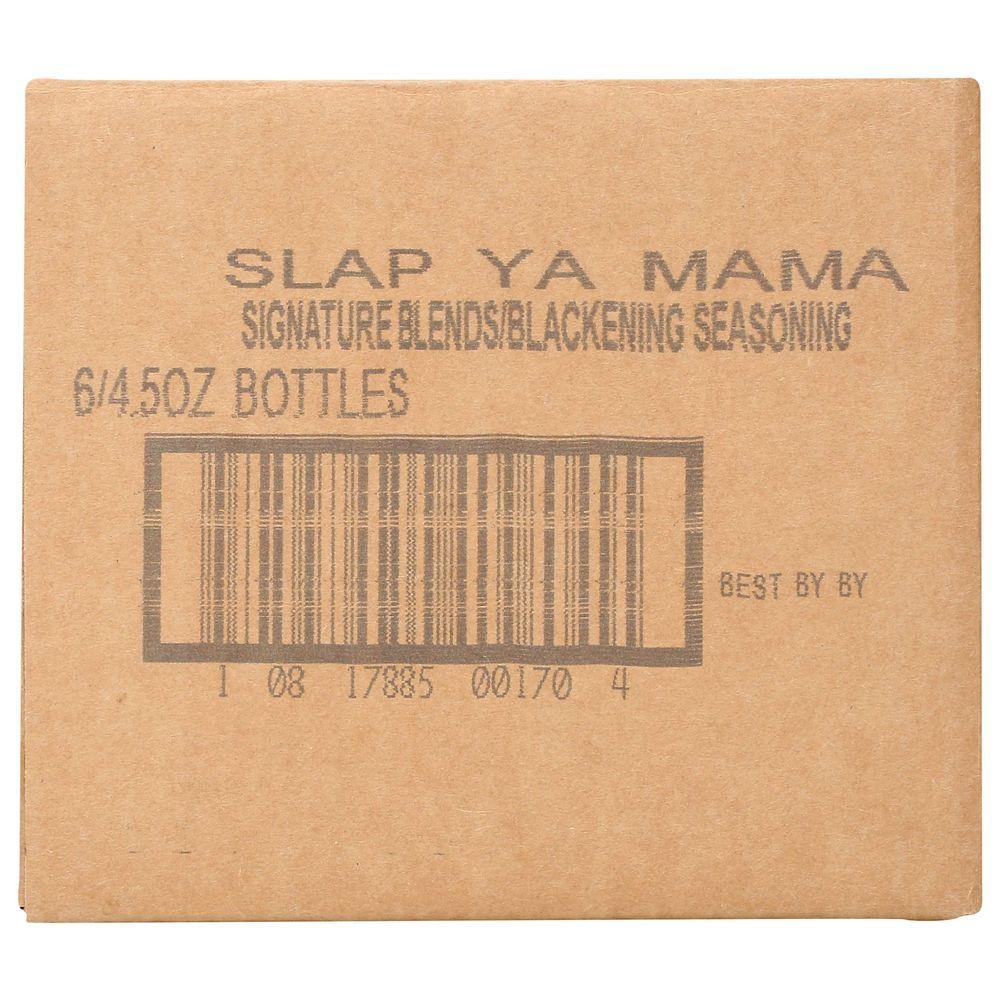 SLAP YA MAMA
SIGNATURE BLENDS/BLACKENING SEASONING
6/4.5OZ BOTTLES
BEST BY BY
1 08 17885 00170 4